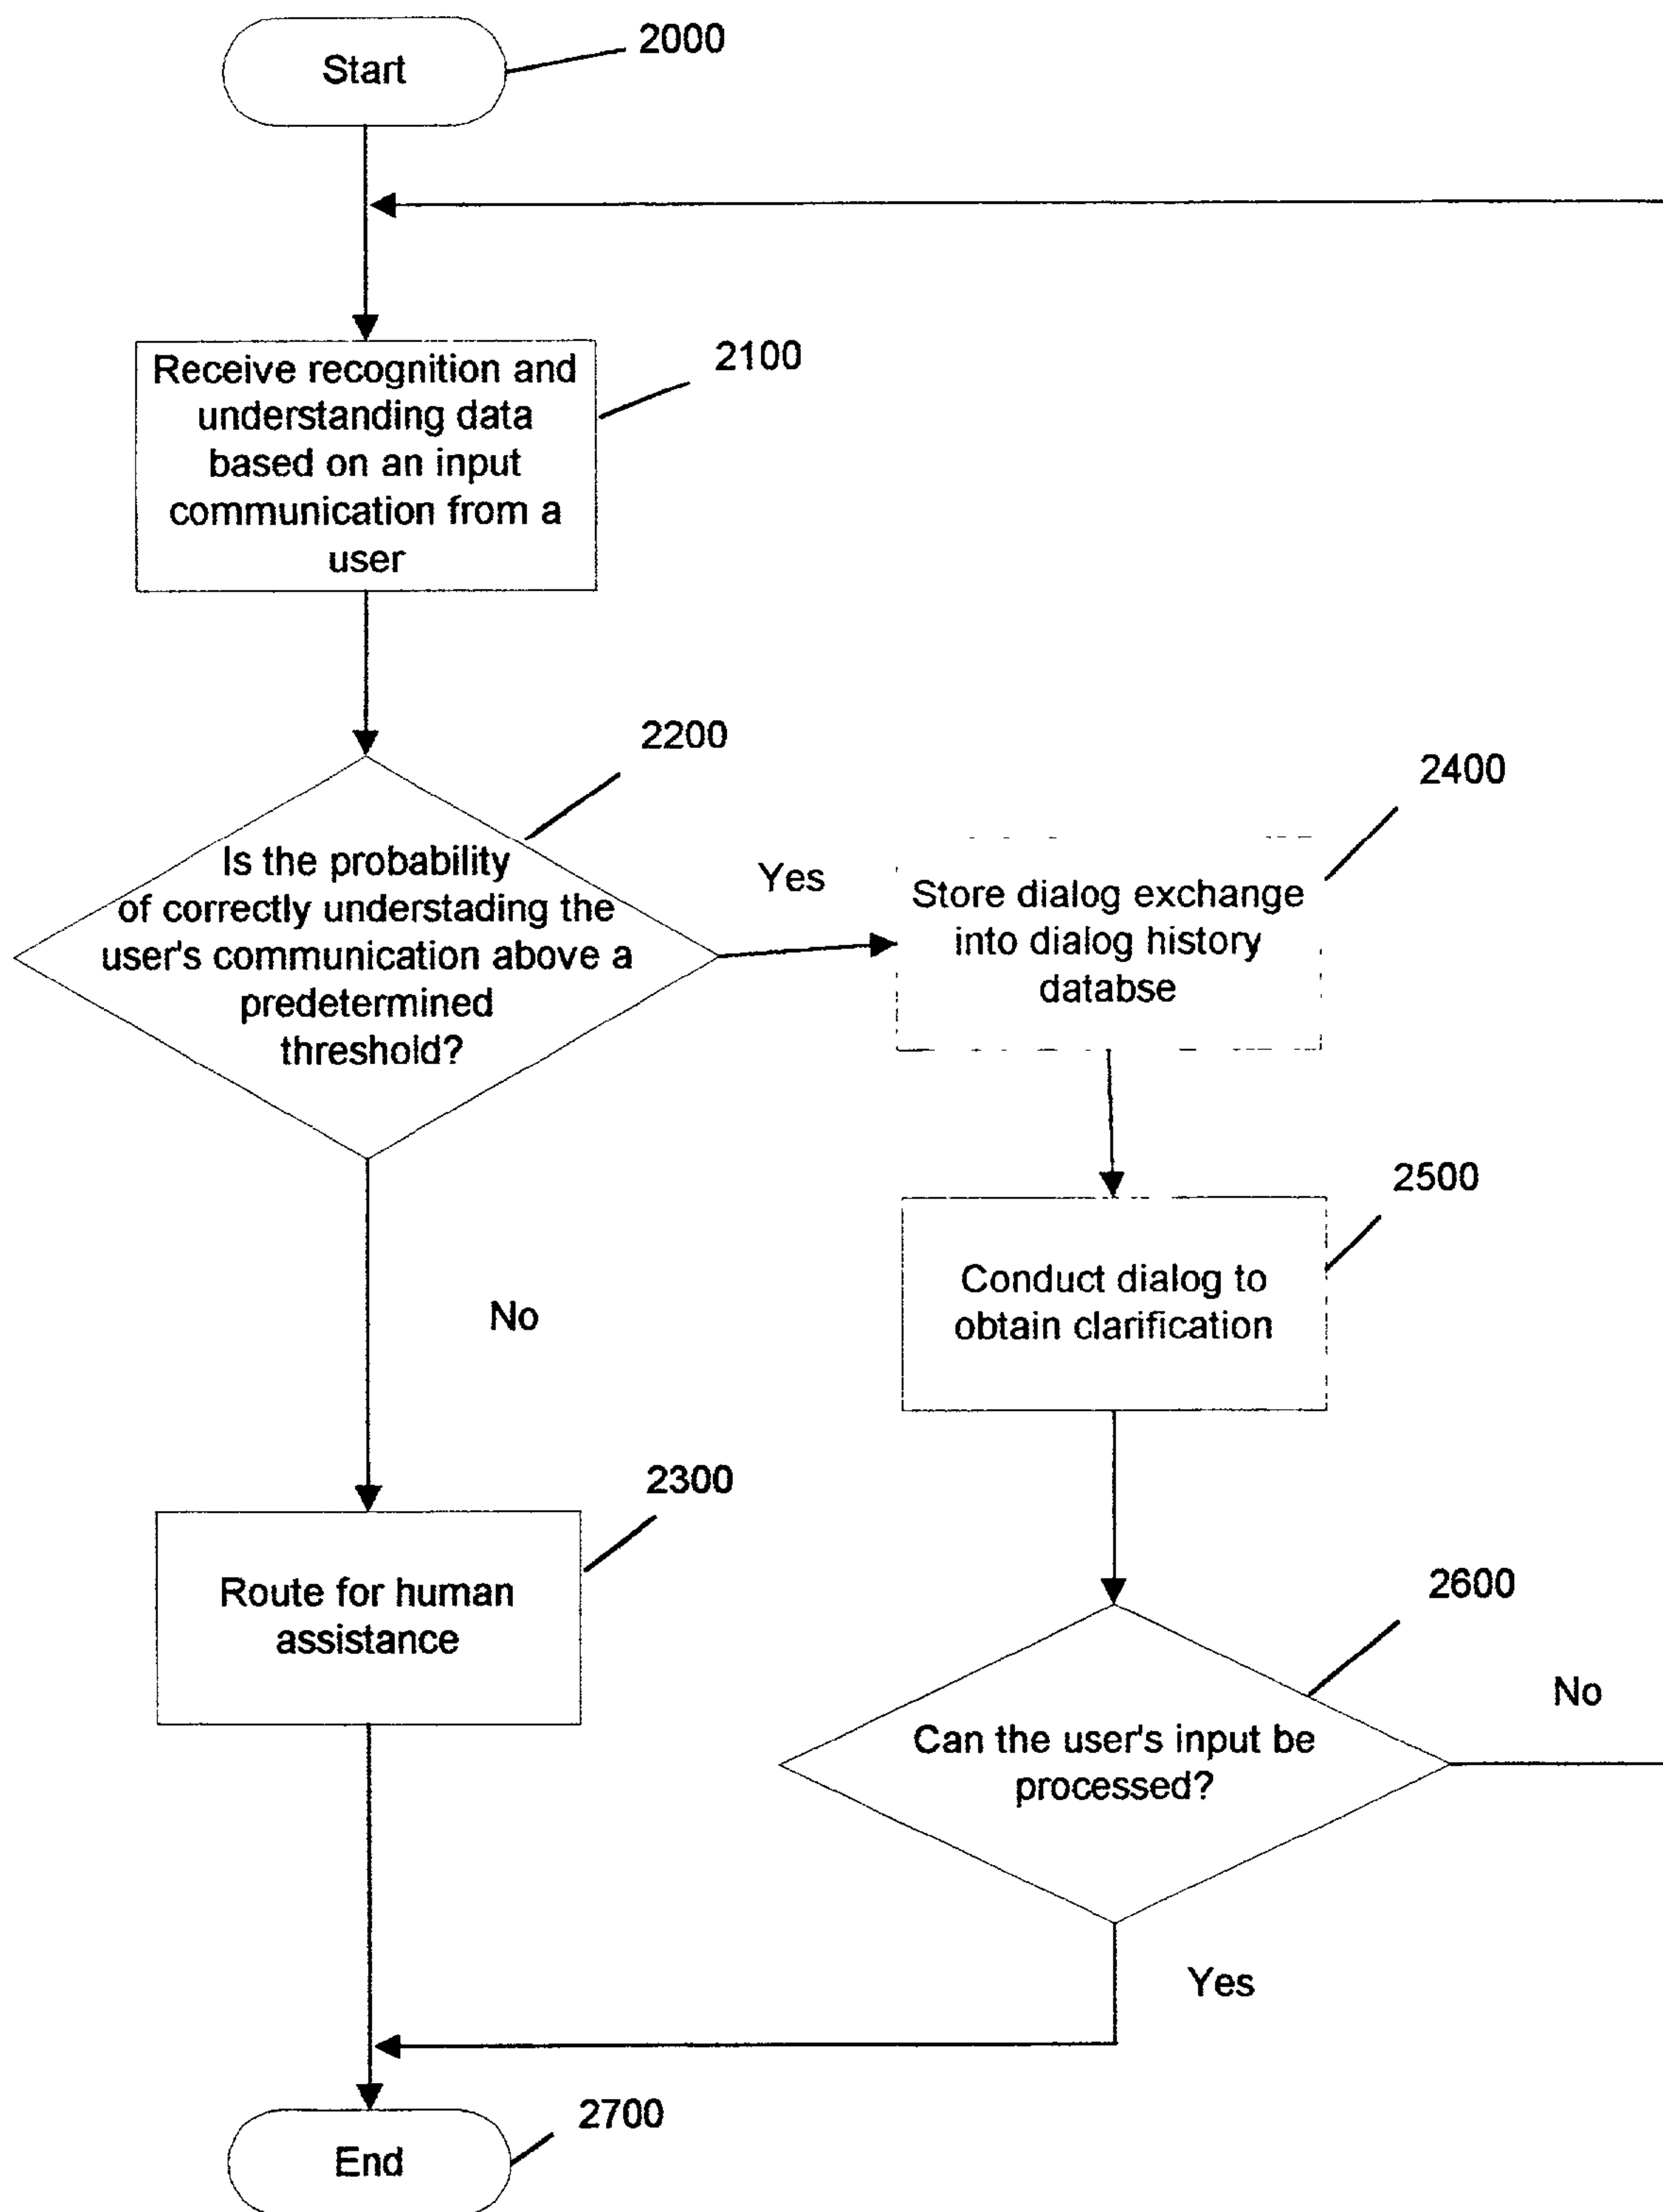 Start
2000
Receive recognition and
understanding data
based on an input
communication from a
user
2100
Is the probability
of correctly understading the
user's communication above a
predetermined
threshold?
2200
Yes
Store dialog exchange
into dialog history
databse
2400
Conduct dialog to
obtain clarification
2500
No
Route for human
assistance
2300
Can the user's input be
processed?
2600
No
Yes
End
2700